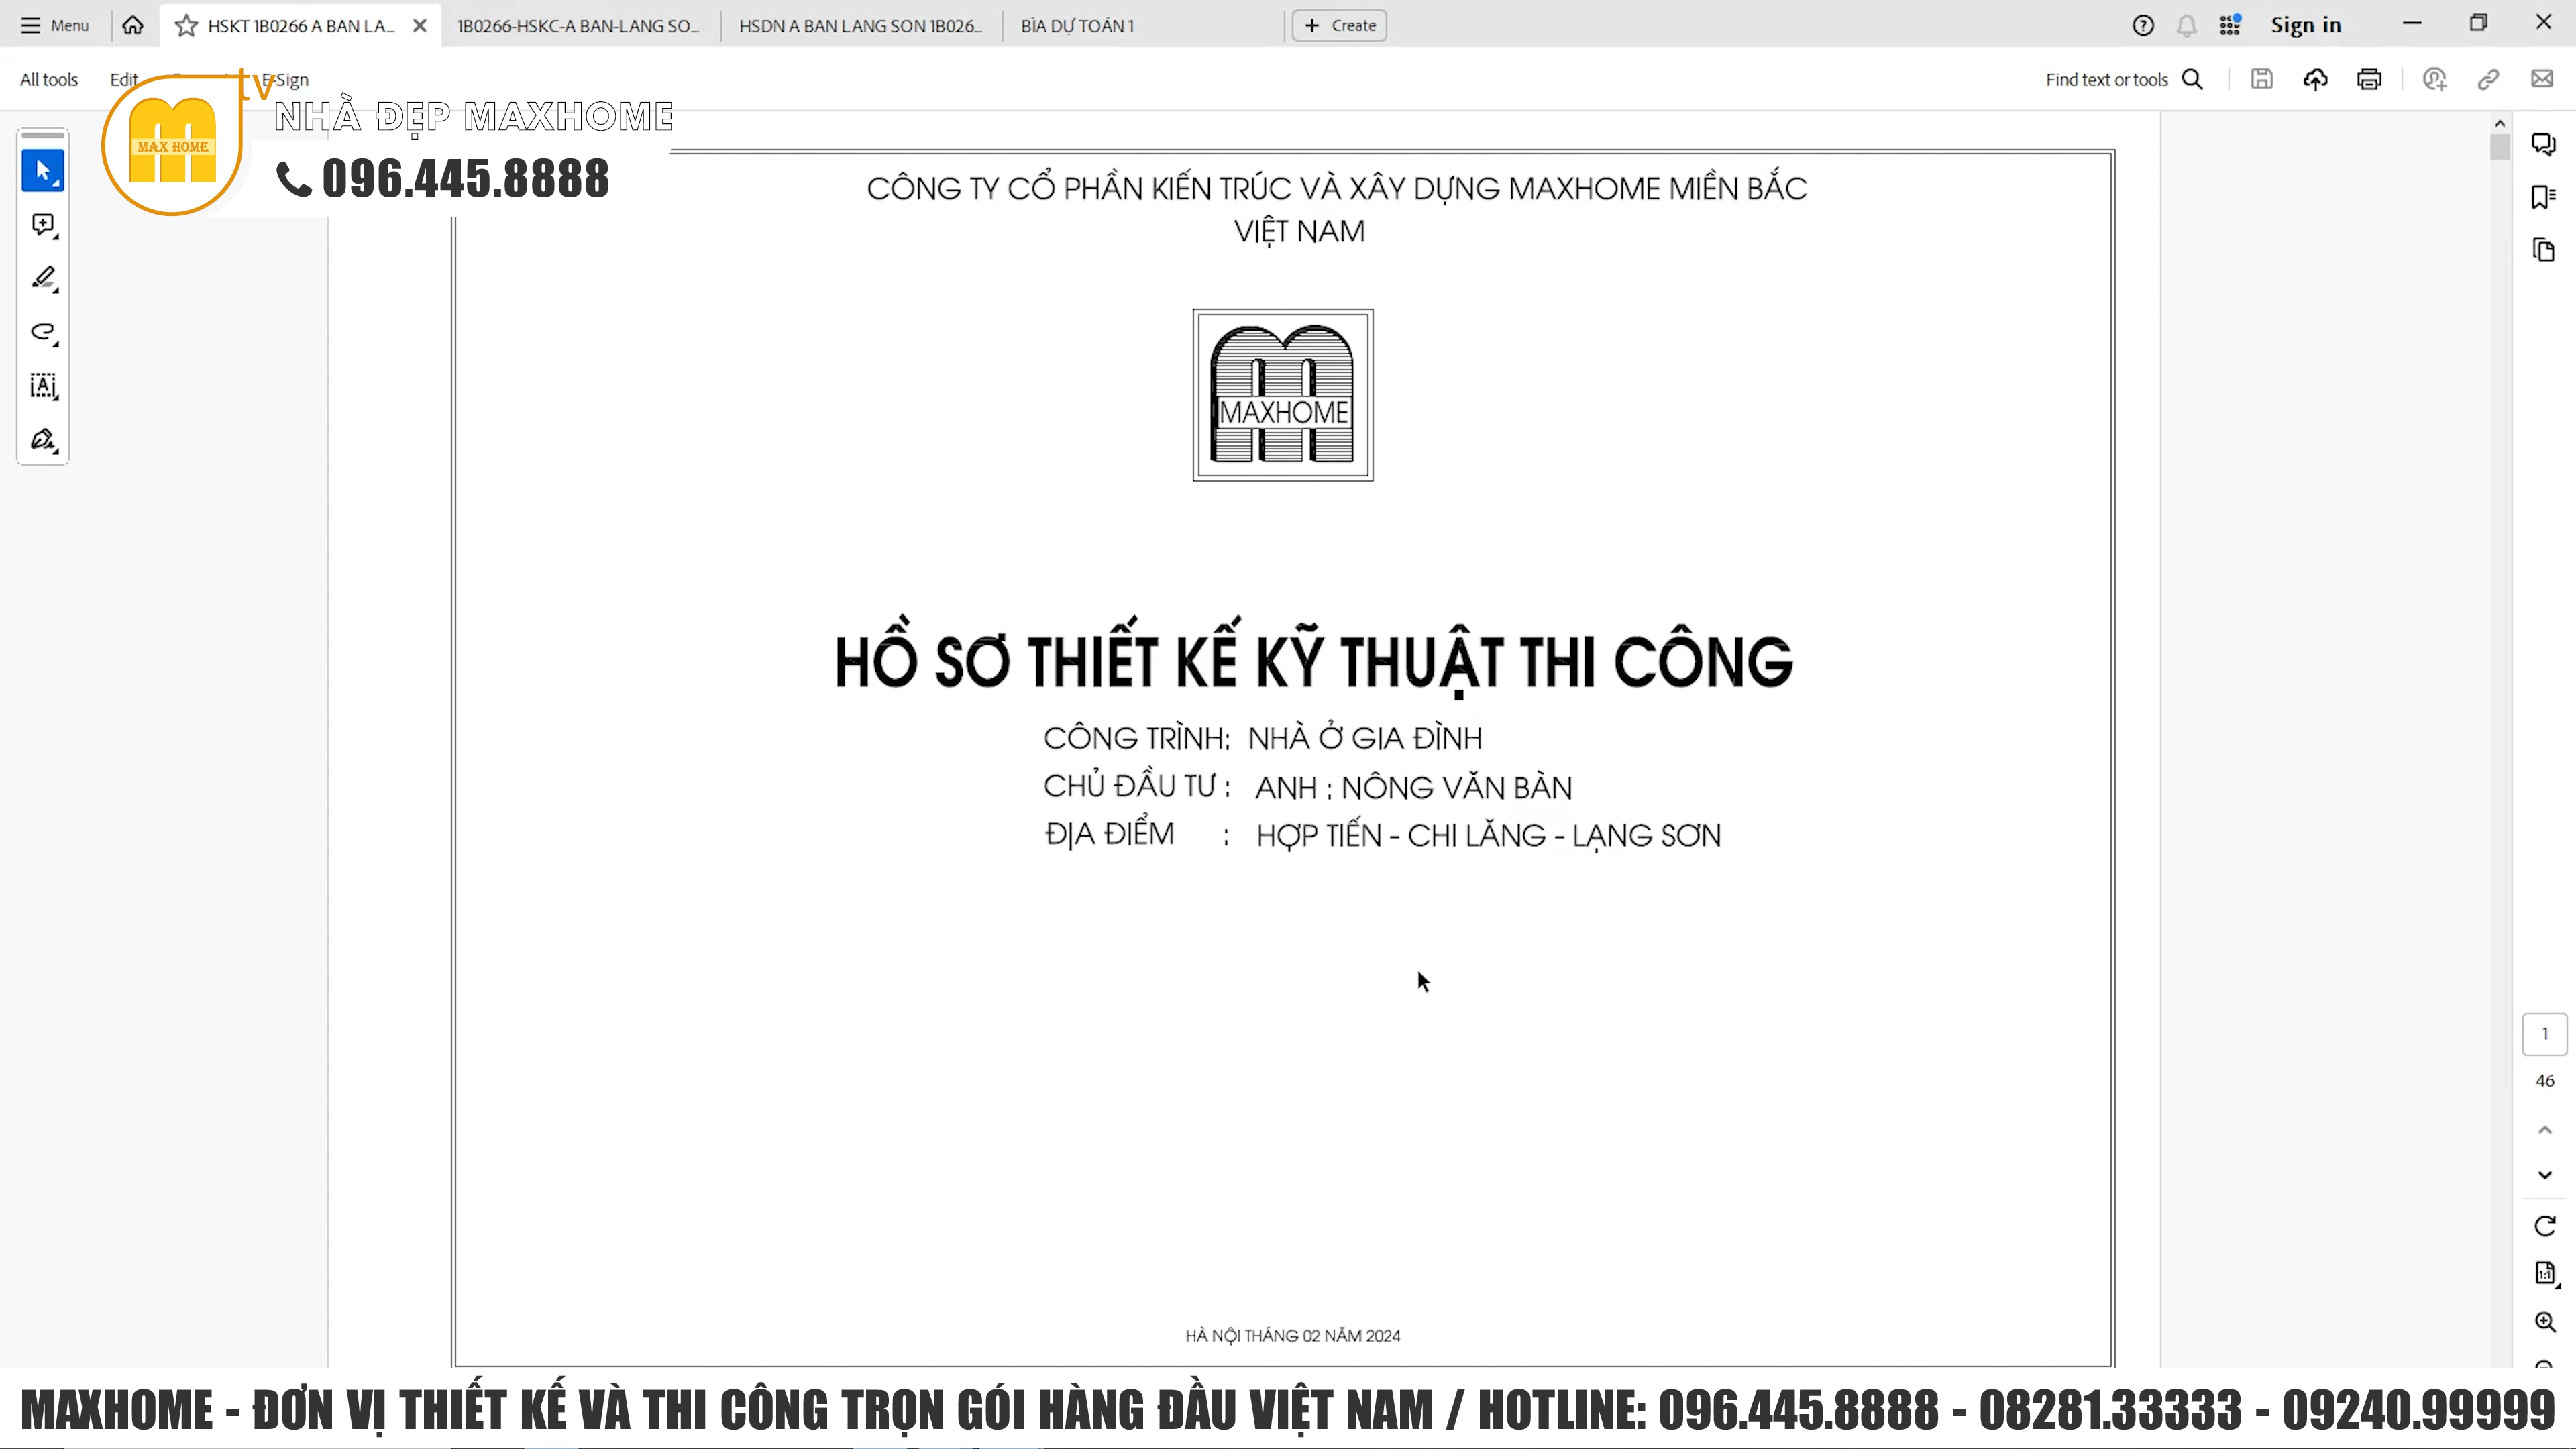 Menu
HSKT 1B0266 A BAN LA...
1B0266-HSKC-A BAN-LANG SO...
HSDN A BAN LANG SON 1B026...
BÌA DỰ TOÁN 1
Create
Sign in
All tools
Edit
E-Sign
Find text or tools
tv
MAX HOME
NHÀ ĐẸP MAXHOME
096.445.8888
CÔNG TY CỔ PHẦN KIẾN TRÚC VÀ XÂY DỰNG MAXHOME MIỀN BẮC
VIỆT NAM
MAXHOME
HỒ SƠ THIẾT KẾ KỸ THUẬT THI CÔNG
CÔNG TRÌNH: NHÀ Ở GIA ĐÌNH
CHỦ ĐẦU TƯ : ANH : NÔNG VĂN BÀN
ĐỊA ĐIỂM : HỢP TIẾN - CHI LĂNG - LẠNG SƠN
1
46
HÀ NỘI THÁNG 02 NĂM 2024
MAXHOME - ĐƠN VỊ THIẾT KẾ VÀ THI CÔNG TRỌN GÓI HÀNG ĐẦU VIỆT NAM / HOTLINE: 096.445.8888 - 08281.33333 - 09240.99999